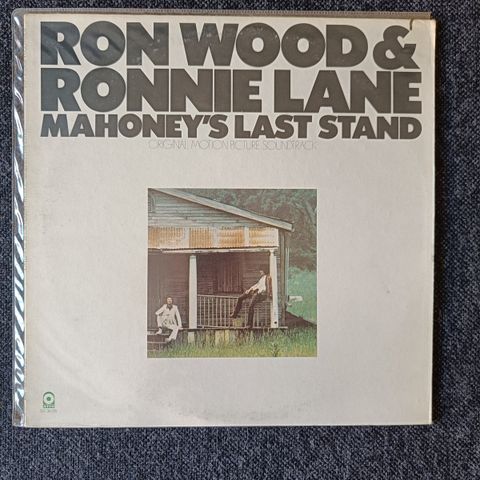 RON WOOD &
RONNIE LANE
MAHONEY'S LAST STAND
ORIGINAL MOTION PICTURE SOUNDTRACK